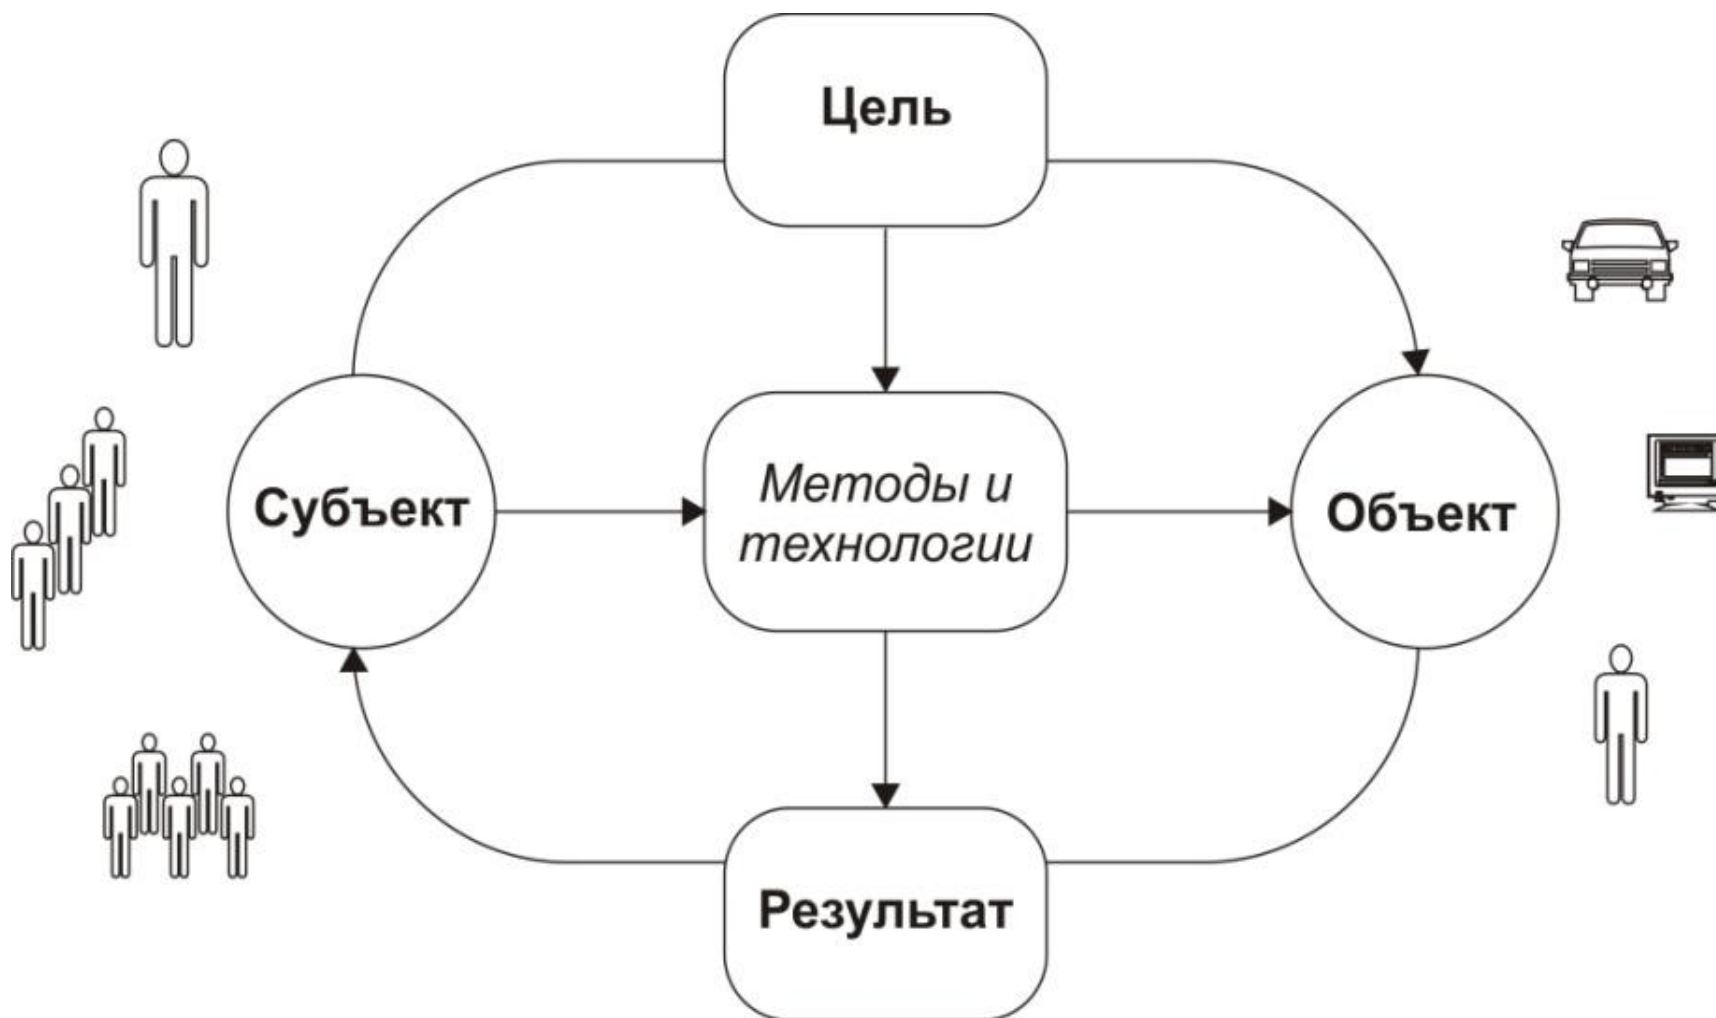 Цель
Субъект
Методы и
технологии
Объект
Результат